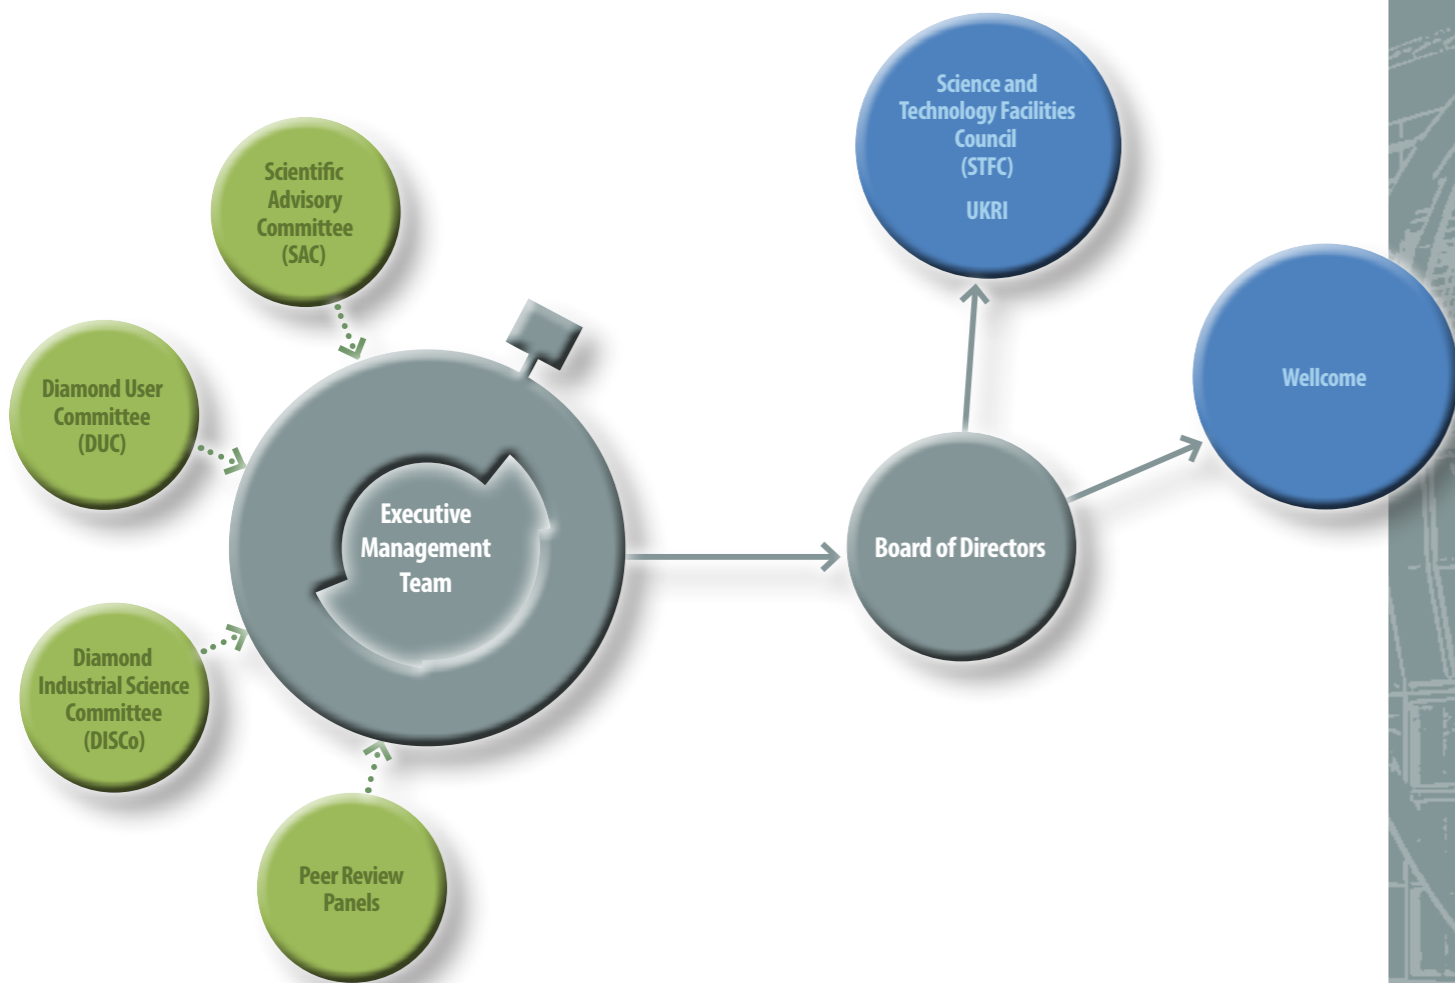 Science and
Technology Facilities
Council
(STFC)
UKRI
Scientific
Advisory
Committee
(SAC)
Wellcome
Diamond User
Committee
(DUC)
Executive
Management
Team
Board of Directors
Diamond
Industrial Science
Committee
(DISCo)
Peer Review
Panels